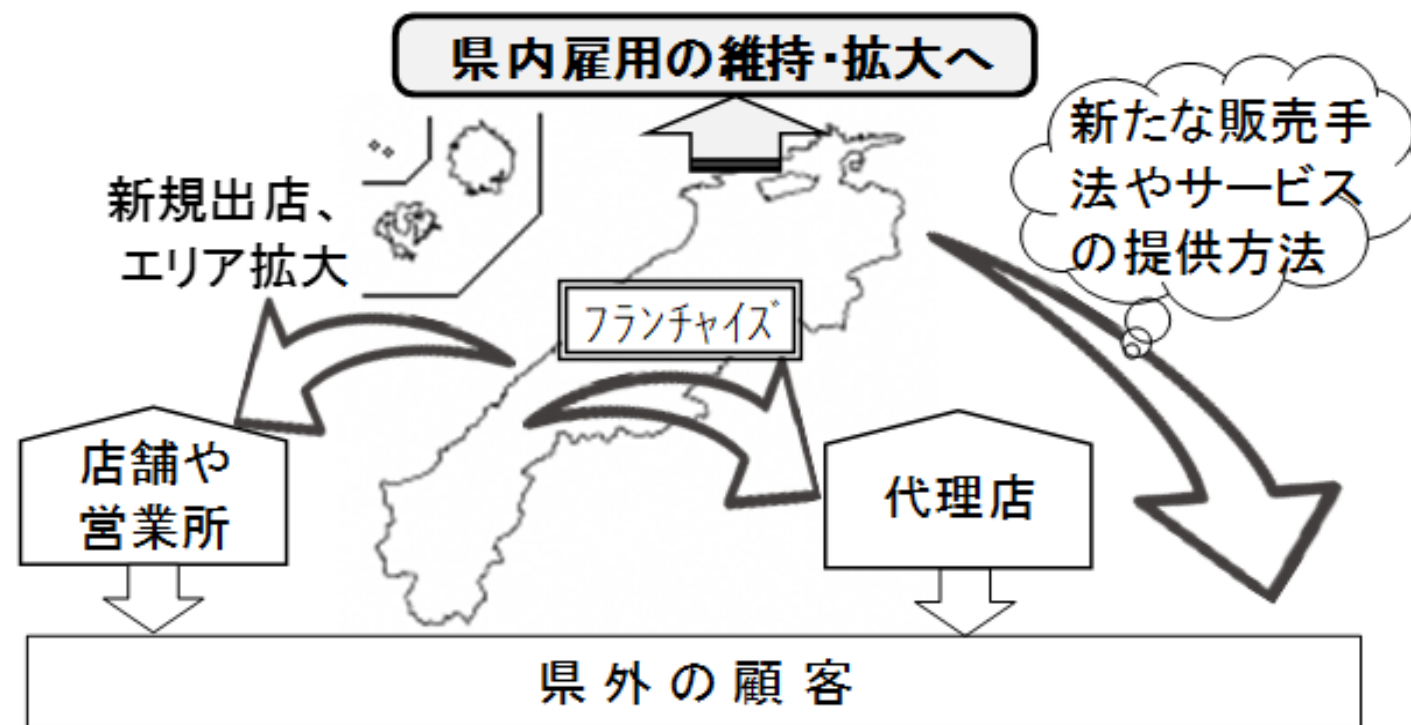 県内雇用の維持・拡大へ
新たな販売手
法やサービス
の提供方法
新規出店、
エリア拡大
フランチャイズ
店舗や
営業所
代理店
県外の顧客